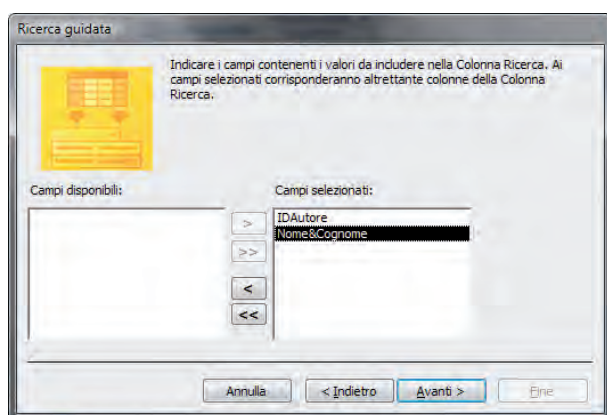 Ricerca guidata
Indicare i campi contenenti i valori da includere nella Colonna Ricerca. Ai
campi selezionati corrisponderanno altrettante colonne della Colonna
Ricerca.
Campi disponibili:
Campi selezionati:
IDAutore
Nome&Cognome
>
>>
<
<<
Annulla
< Indietro
Avanti >
Fine